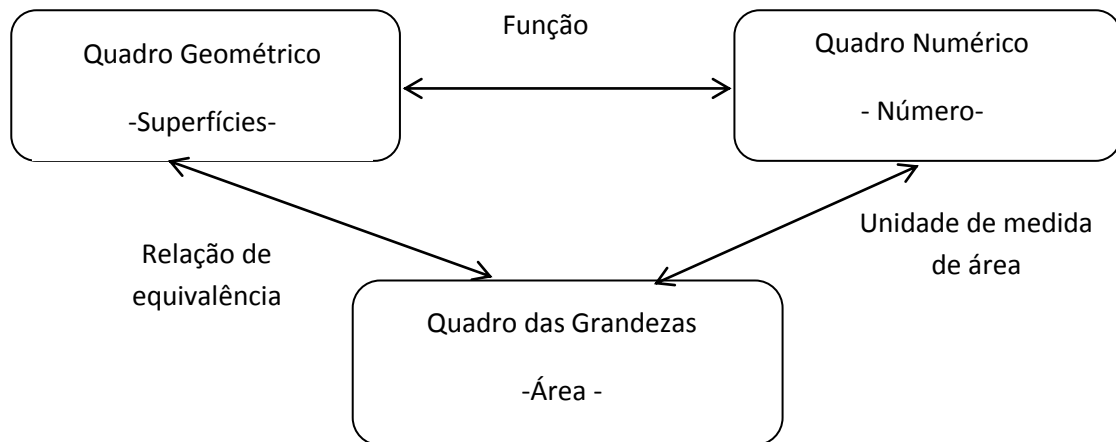 Quadro Geométrico
-Superfícies-
Função
Quadro Numérico
- Número-
Relação de
equivalência
Unidade de medida
de área
Quadro das Grandezas
-Área -